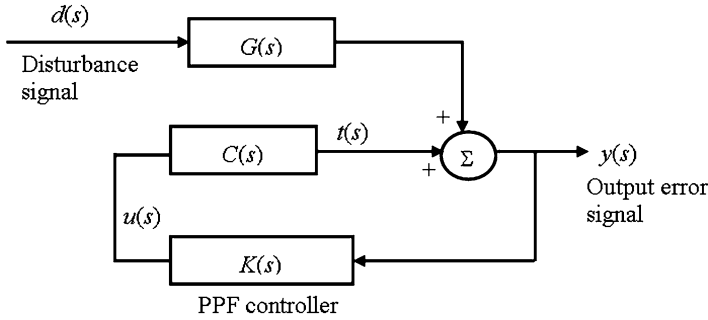 d(s)
G(s)
Disturbance
signal
+
t(s)
C(s)
Σ
y(s)
+
Output error
signal
u(s)
K(s)
PPF controller